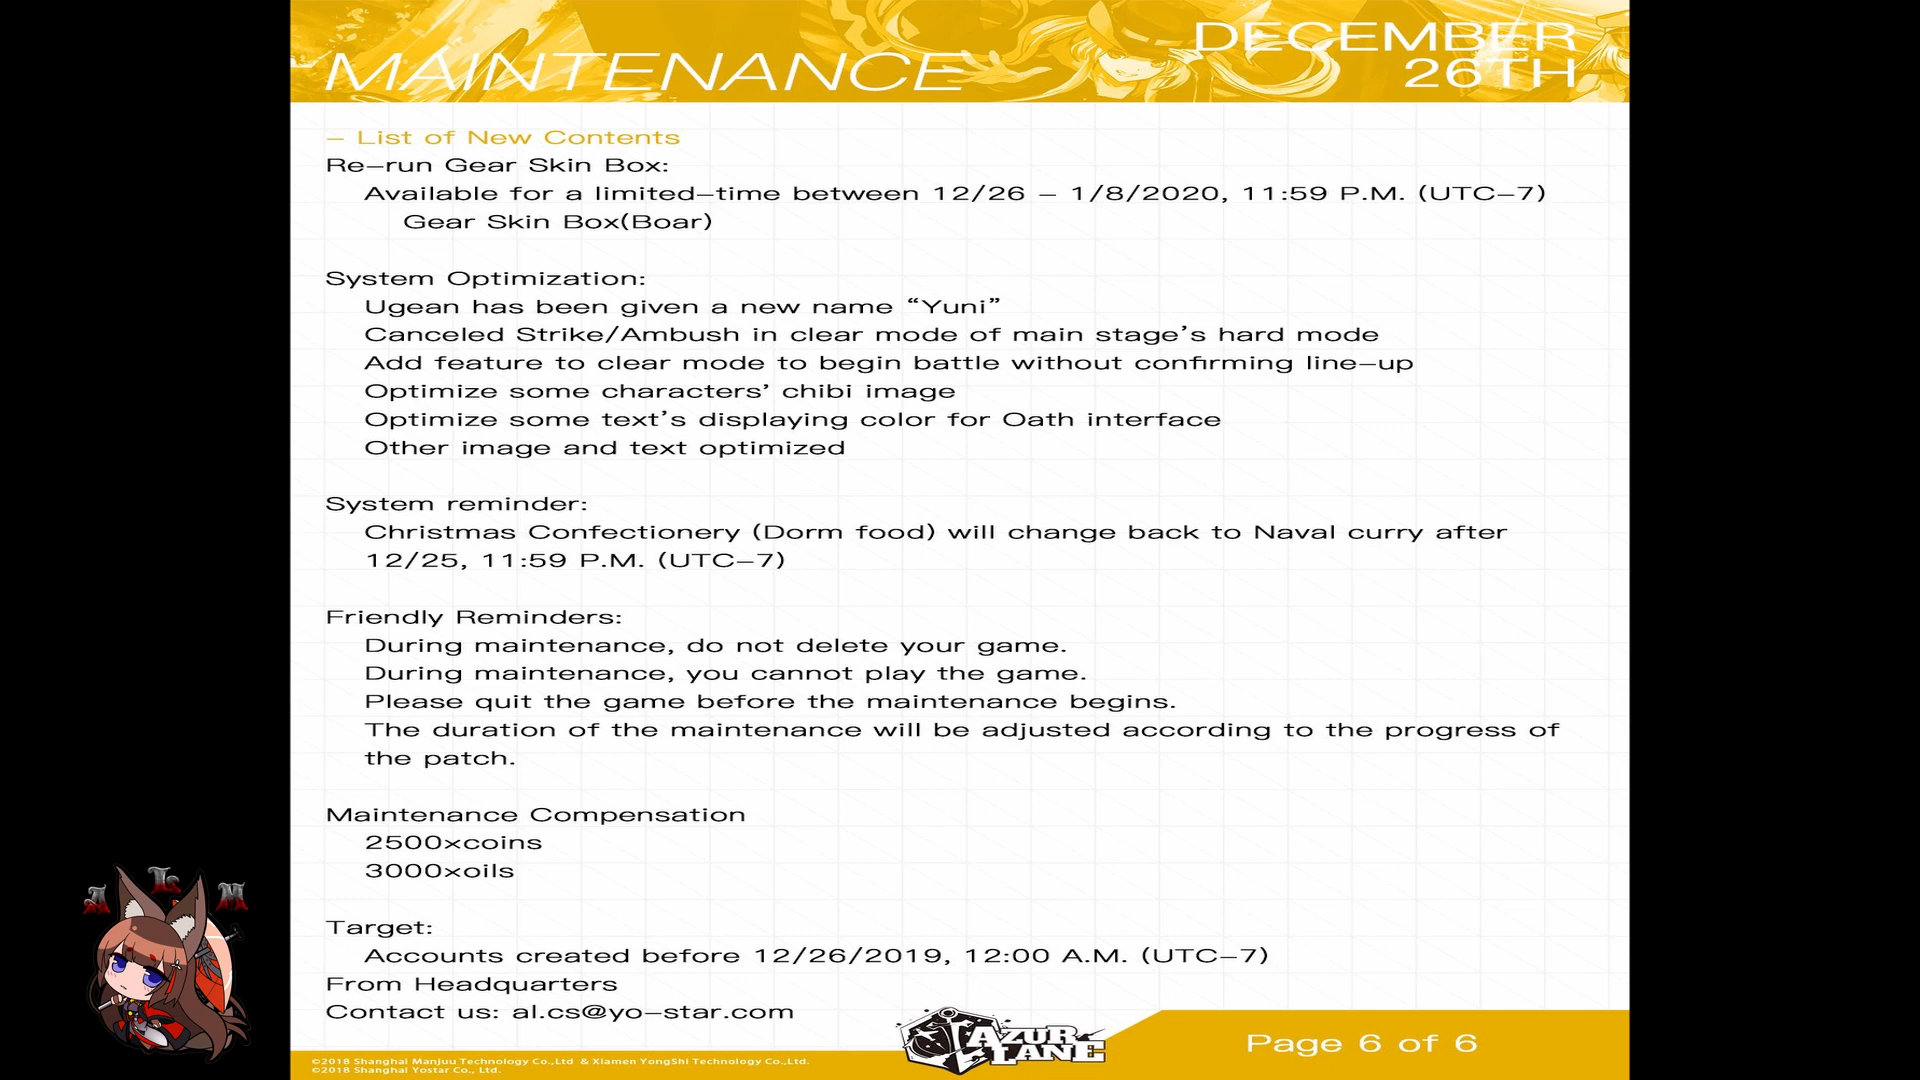 MAINTENANCE
DECEMBER
26TH
– List of New Contents
Re–run Gear Skin Box:
Available for a limited–time between 12/26 – 1/8/2020, 11:59 P.M. (UTC–7)
Gear Skin Box(Boar)
System Optimization:
Ugean has been given a new name “Yuni”
Canceled Strike/Ambush in clear mode of main stage’s hard mode
Add feature to clear mode to begin battle without confirming line–up
Optimize some characters’ chibi image
Optimize some text’s displaying color for Oath interface
Other image and text optimized
System reminder:
Christmas Confectionery (Dorm food) will change back to Naval curry after
12/25, 11:59 P.M. (UTC–7)
Friendly Reminders:
During maintenance, do not delete your game.
During maintenance, you cannot play the game.
Please quit the game before the maintenance begins.
The duration of the maintenance will be adjusted according to the progress of
the patch.
Maintenance Compensation
2500xcoins
3000xoils
Target:
Accounts created before 12/26/2019, 12:00 A.M. (UTC–7)
From Headquarters
Contact us: al.cs@yo–star.com
A L M
AZUR
LANE
Page 6 of 6
©2018 Shanghai Manjuu Technology Co.,Ltd & Xiamen YongShi Technology Co.,Ltd.
©2018 Shanghai Yostar Co., Ltd.